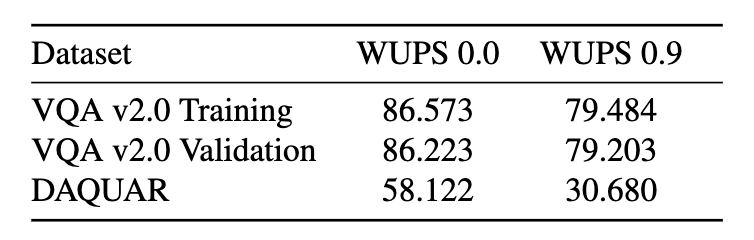 Dataset WUPS 0.0 WUPS 0.9
VQA v2.0 Training 86.573 79.484
VQA v2.0 Validation 86.223 79.203
DAQUAR 58.122 30.680